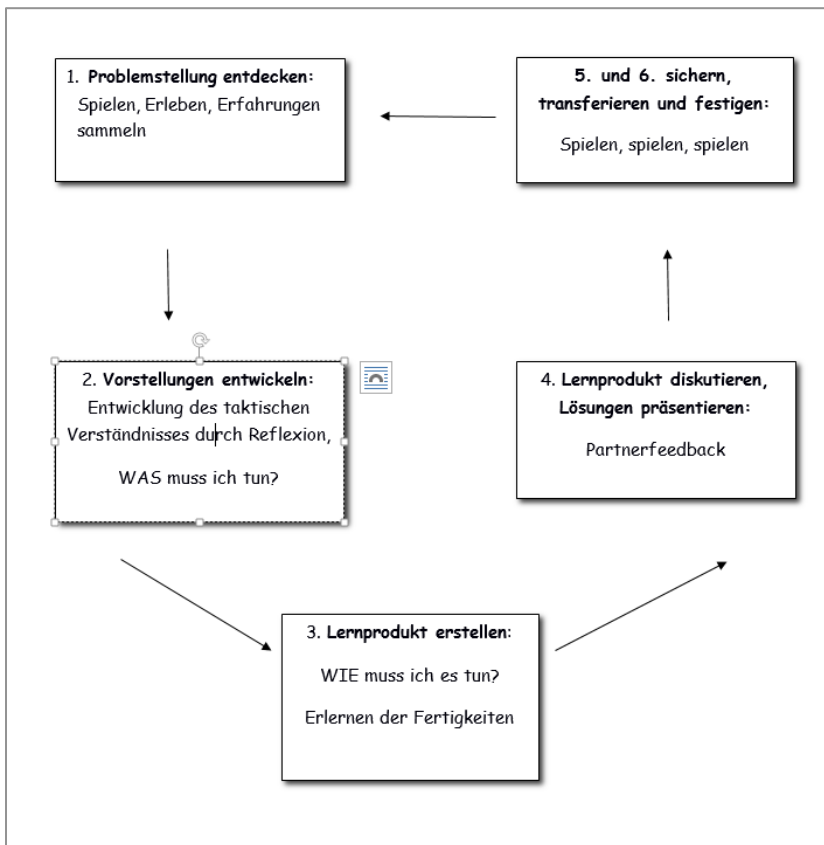 1. Problemstellung entdecken:
Spielen, Erleben, Erfahrungen
sammeln
2. Vorstellungen entwickeln:
Entwicklung des taktischen
Verständnisses durch Reflexion,
WAS muss ich tun?
3. Lernprodukt erstellen:
WIE muss ich es tun?
Erlernen der Fertigkeiten
4. Lernprodukt diskutieren,
Lösungen präsentieren:
Partnerfeedback
5. und 6. sichern,
transferieren und festigen:
Spielen, spielen, spielen